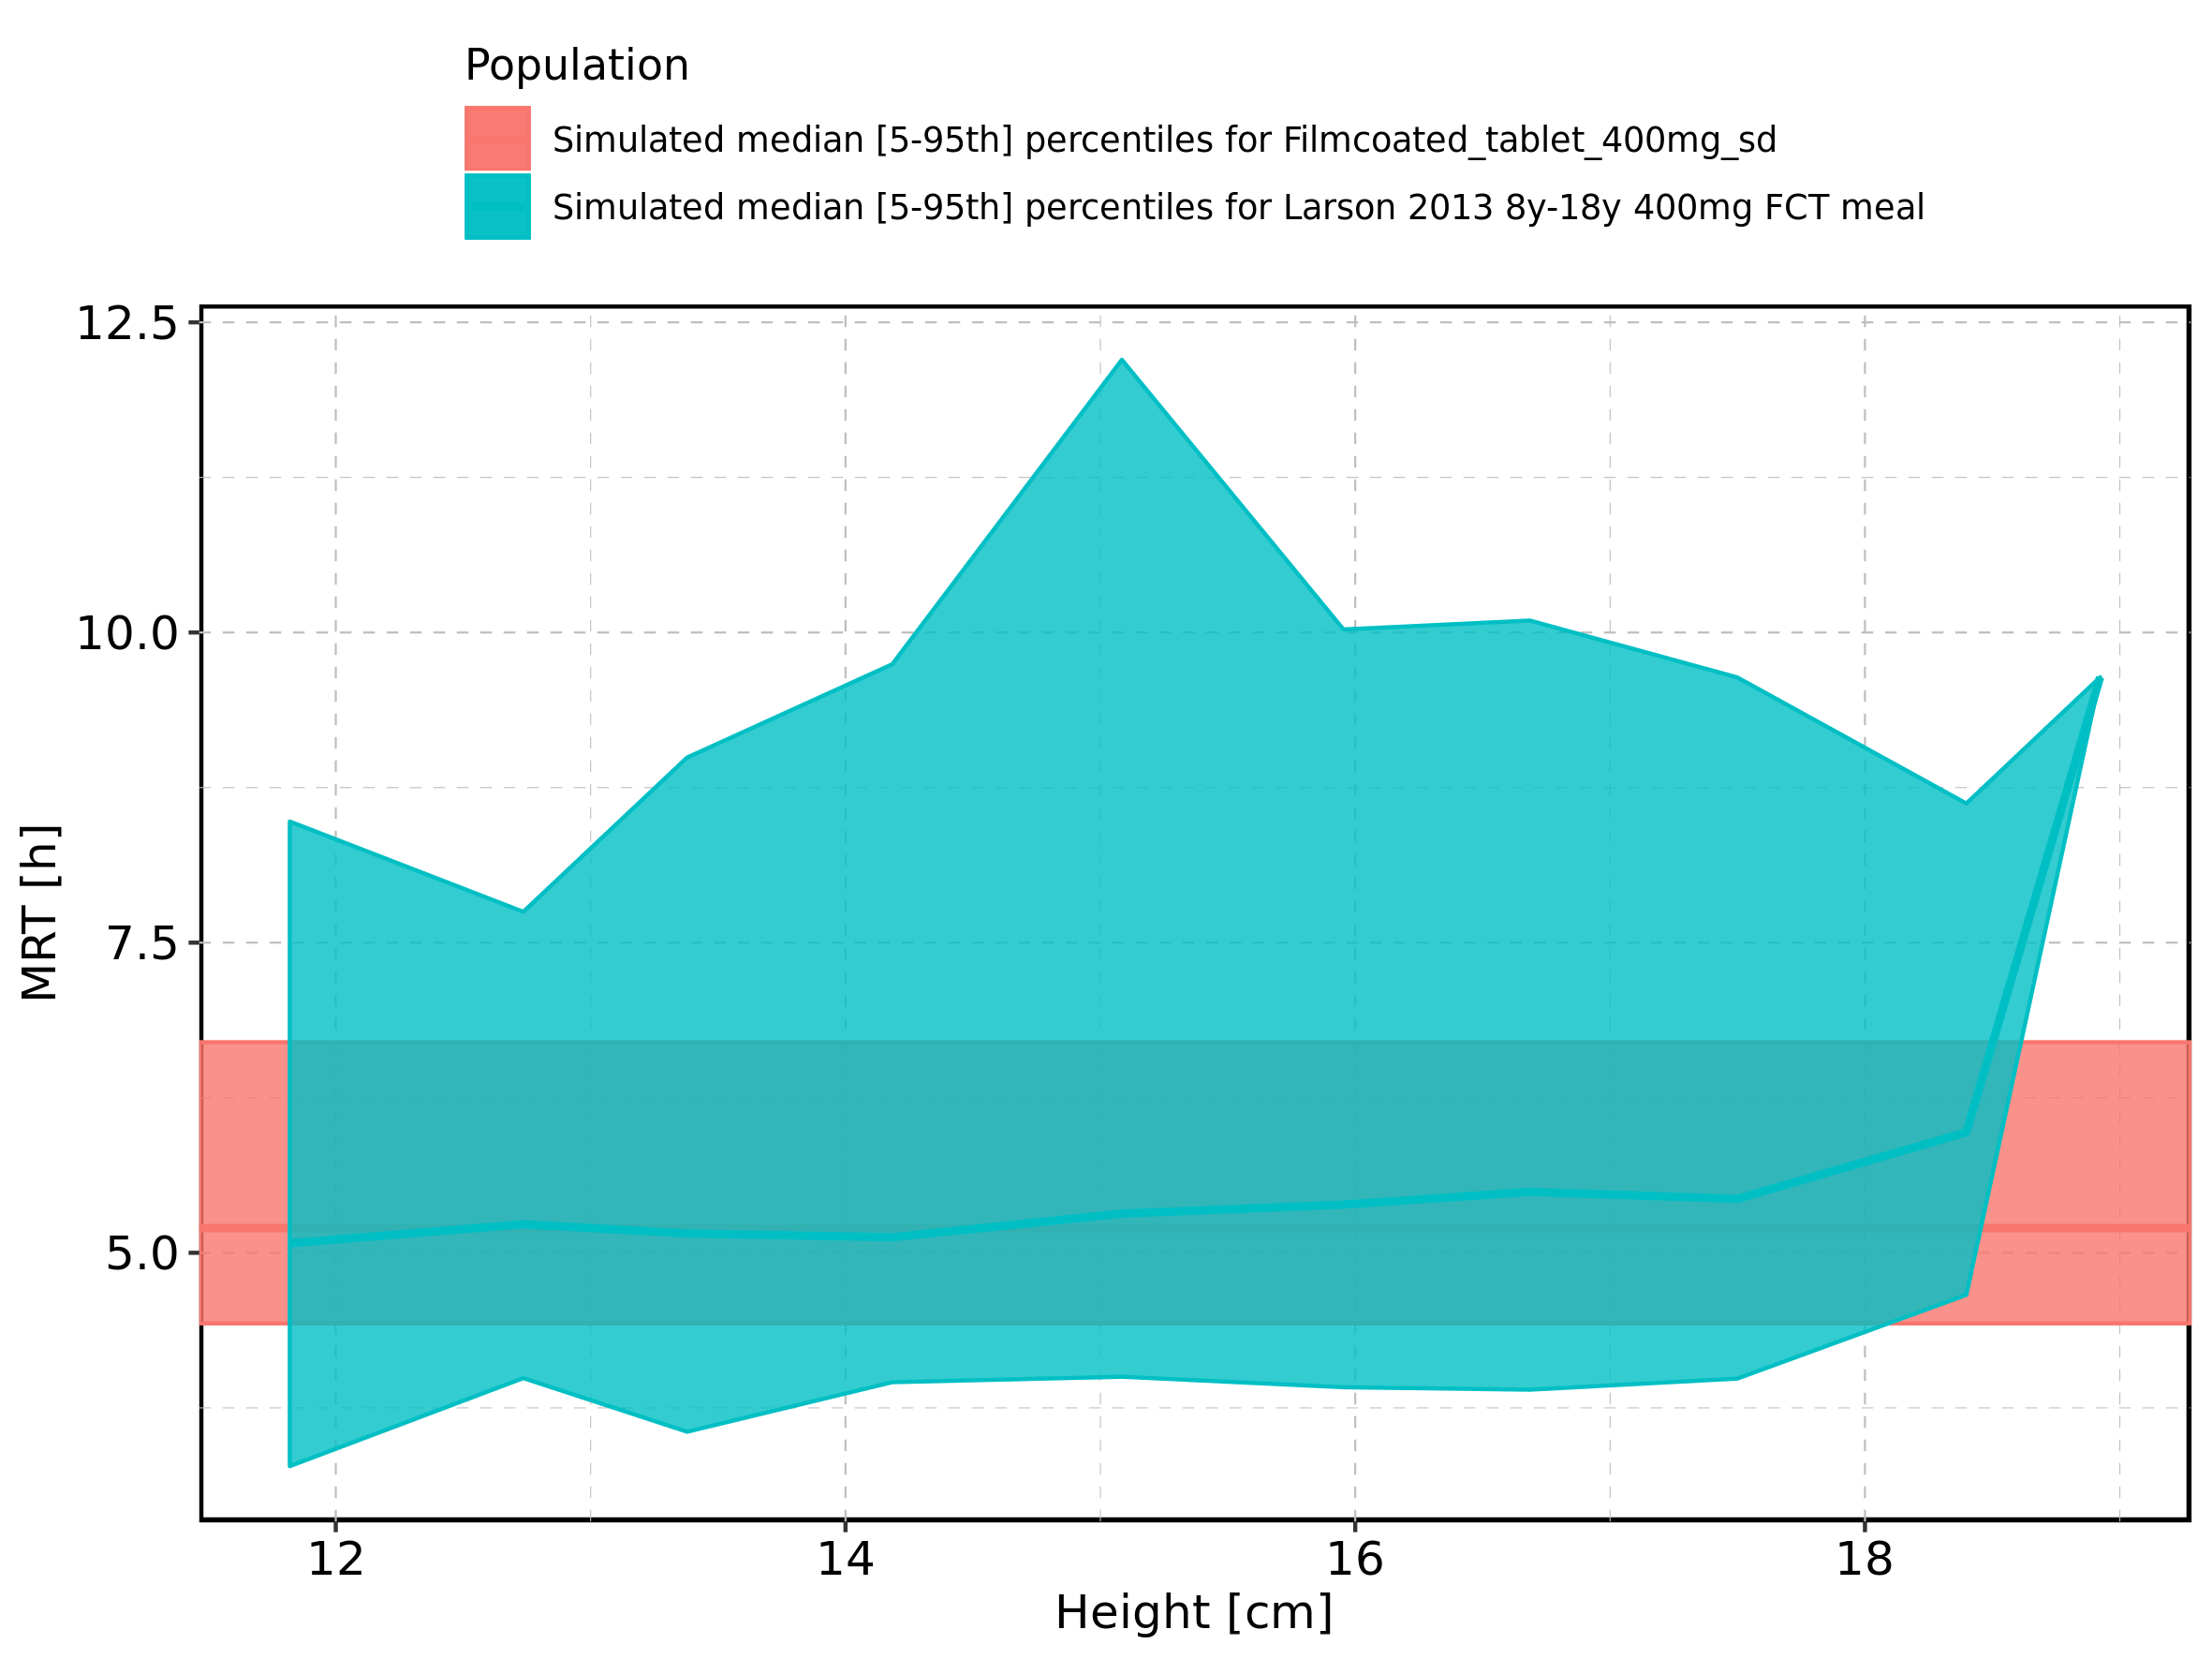 Population
Simulated median [5-95th] percentiles for Filmcoated_tablet_400mg_sd
Simulated median [5-95th] percentiles for Larson 2013 8y-18y 400mg FCT meal
12.5
10.0
7.5
5.0
MRT [h]
12 14 16 18
Height [cm]